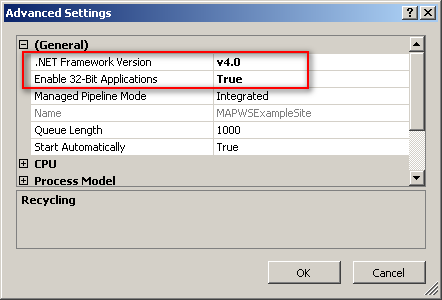 Advanced Settings
(General)
.NET Framework Version v4.0
Enable 32-Bit Applications True
Managed Pipeline Mode Integrated
Name MAPWSExampleSite
Queue Length 1000
Start Automatically True
CPU
Process Model
Recycling
OK Cancel